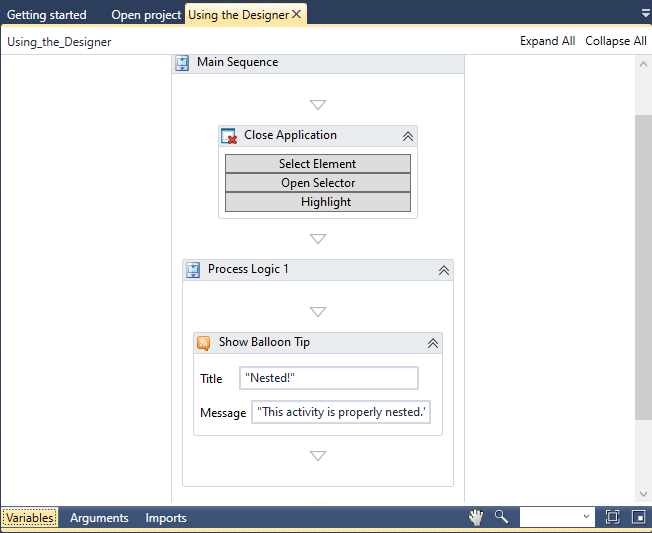 Getting started Open project Using the Designer
Using_the_Designer Expand All Collapse All
Main Sequence
Close Application
Select Element
Open Selector
Highlight
Process Logic 1
Show Balloon Tip
Title "Nested!"
Message "This activity is properly nested.'
Variables Arguments Imports